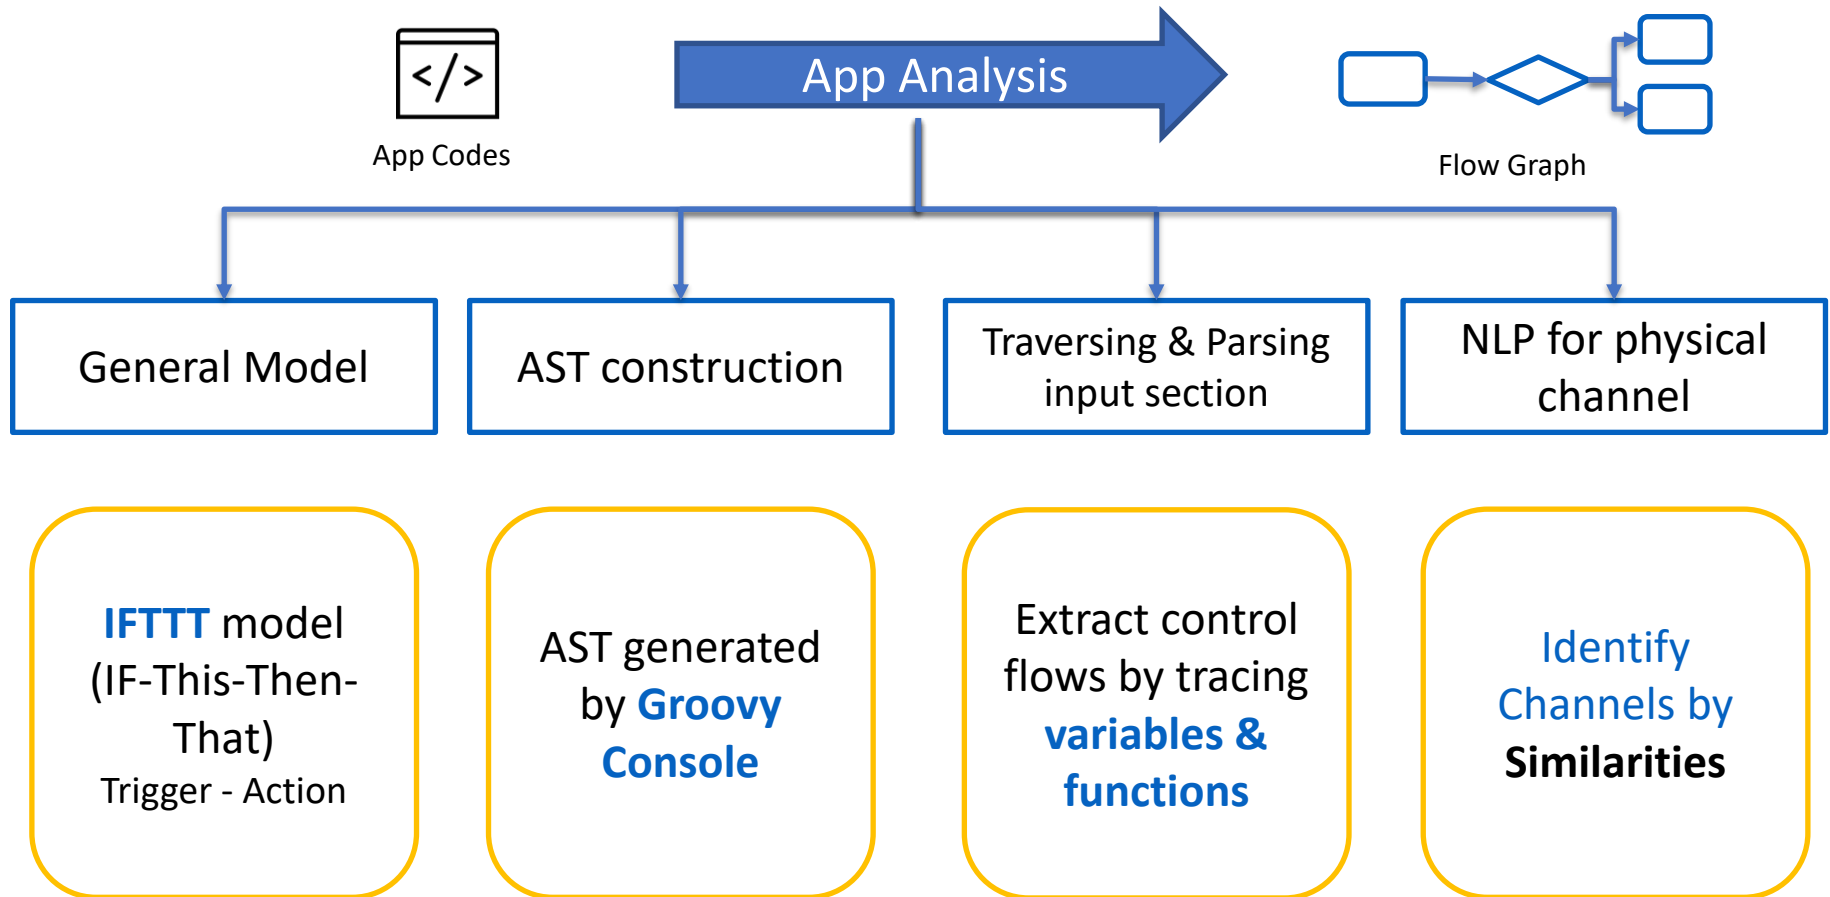 </>
App Analysis
App Codes
Flow Graph
General Model
AST construction
Traversing & Parsing
input section
NLP for physical
channel
IFTTT model
(IF-This-Then-
That)
Trigger - Action
AST generated
by Groovy
Console
Extract control
flows by tracing
variables &
functions
Identify
Channels by
Similarities